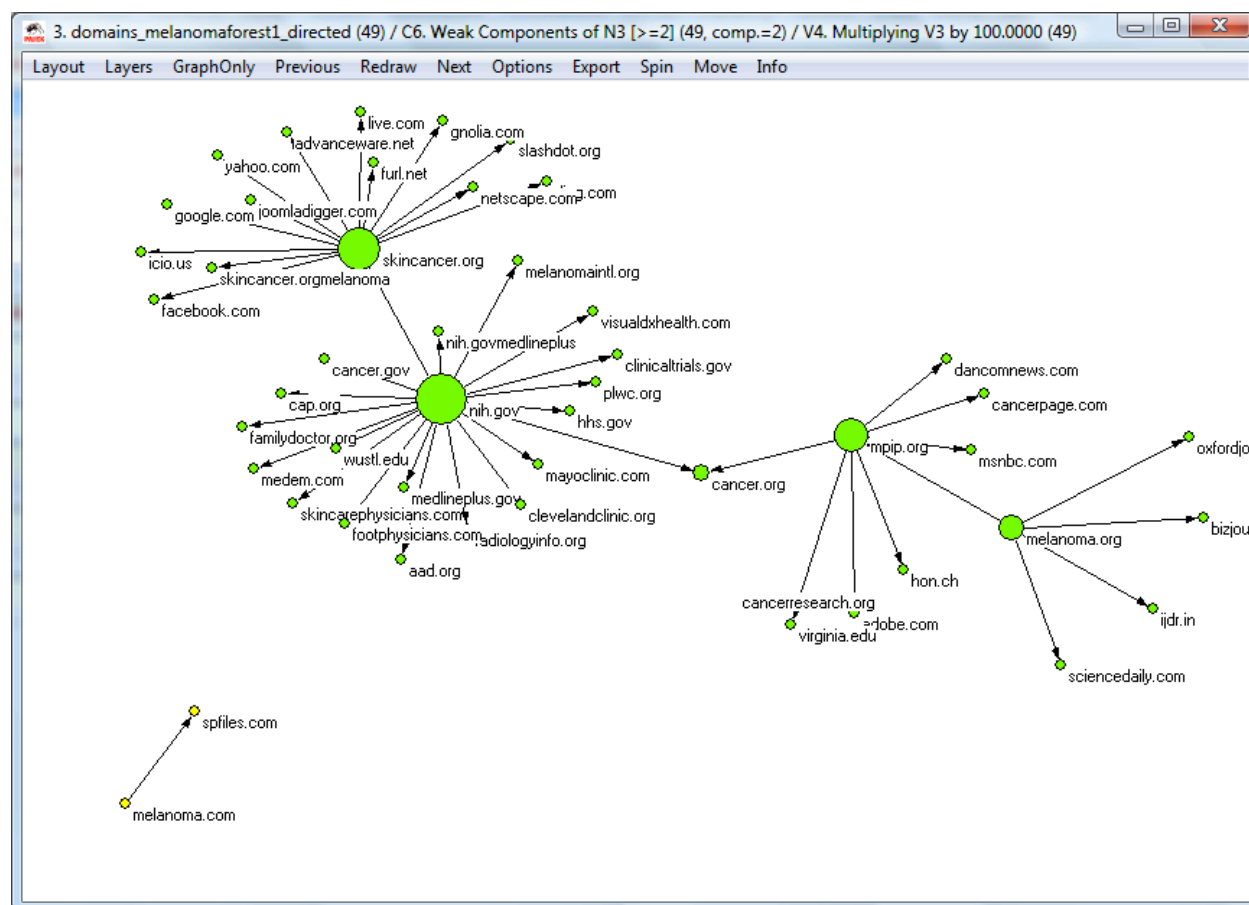 3. domains_melanomaforest1_directed (49) / C6. Weak Components of N3 [>=2] (49, comp.=2) / V4. Multiplying V3 by 100.0000 (49)
Layout Layers GraphOnly Previous Redraw Next Options Export Spin Move Info
live.com
gnolia.com
advanceware.net
slashdot.org
yahoo.com
furl.net
netscape.com
g.com
joomladigger.com
google.com
skincancer.org
icio.us
skincancer.orgmelanoma
melanomaintl.org
facebook.com
visualdxhealth.com
nih.govmedlineplus
clinicaltrials.gov
cancer.gov
dancomnews.com
plwc.org
cap.org
cancerpage.com
nih.gov
hhs.gov
familydoctor.org
mpip.org
oxfordjo
wustl.edu
msnbc.com
mayoclinic.com
medem.com
cancer.org
medlineplus.gov
skincarephysicians.com
clevelandclinic.org
bizjou
footphysicians.com
adiologyinfo.org
melanoma.org
aad.org
hon.ch
cancerresearch.org
ijdr.in
dobe.com
virginia.edu
sciencedaily.com
spfiles.com
melanoma.com